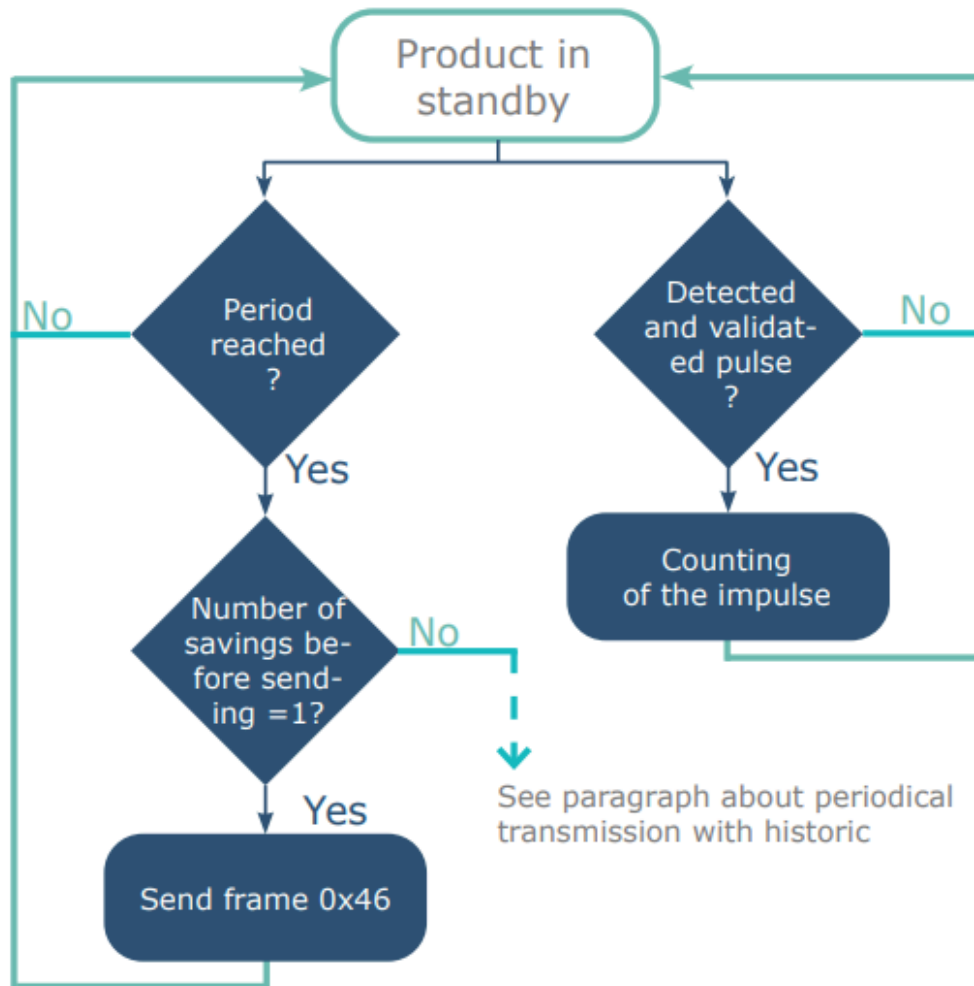 Product in
standby
Period
reached
?
No
Yes
Detected
and validat-
ed pulse
?
No
Yes
Number of
savings be-
fore send-
ing =1?
No
Yes
Counting
of the impulse
See paragraph about periodical
transmission with historic
Send frame 0x46